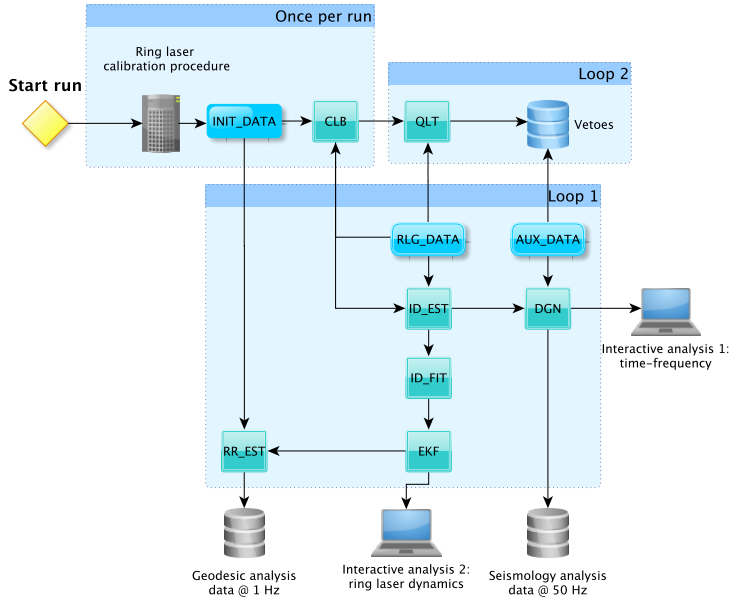 Once per run
Ring laser
calibration procedure
Start run
INIT_DATA
CLB
Loop 2
QLT
Vetoes
Loop 1
RLG_DATA
AUX_DATA
ID_EST
DGN
Interactive analysis 1:
time-frequency
ID_FIT
RR_EST
EKF
Geodesic analysis
data @ 1 Hz
Interactive analysis 2:
ring laser dynamics
Seismology analysis
data @ 50 Hz